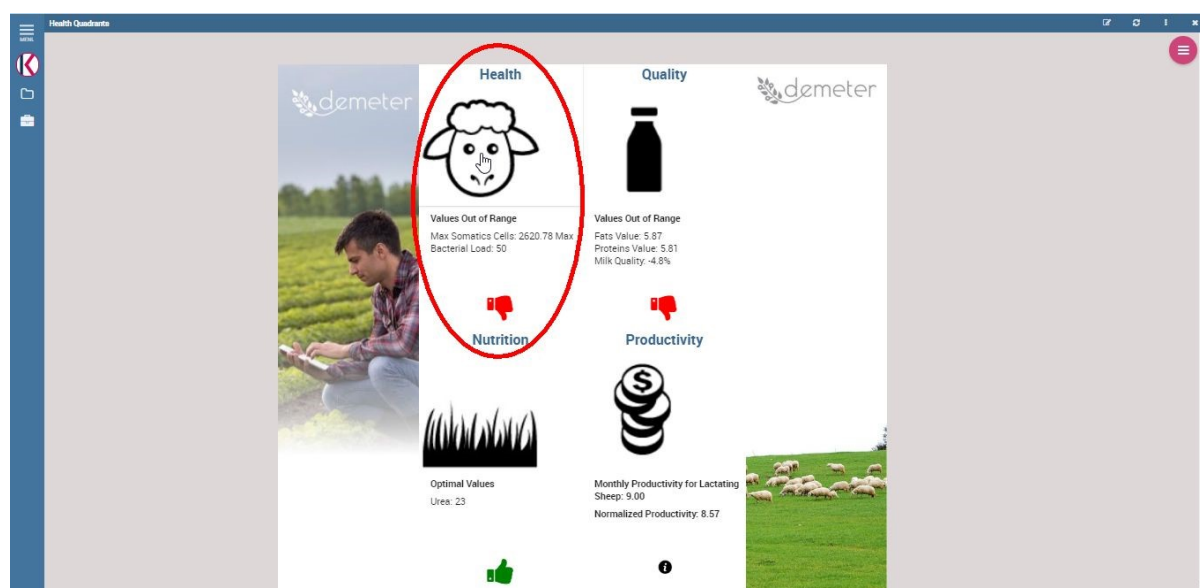 Health Quadrants
MENU
demeter
Health
Quality
demeter
Values Out of Range
Max Somatics Cells: 2620.78 Max
Bacterial Load: 50
Values Out of Range
Fats Value: 5.87
Proteins Value: 5.81
Milk Quality: -4.8%
Nutrition
Productivity
Optimal Values
Urea: 23
Monthly Productivity for Lactating
Sheep: 9.00
Normalized Productivity: 8.57